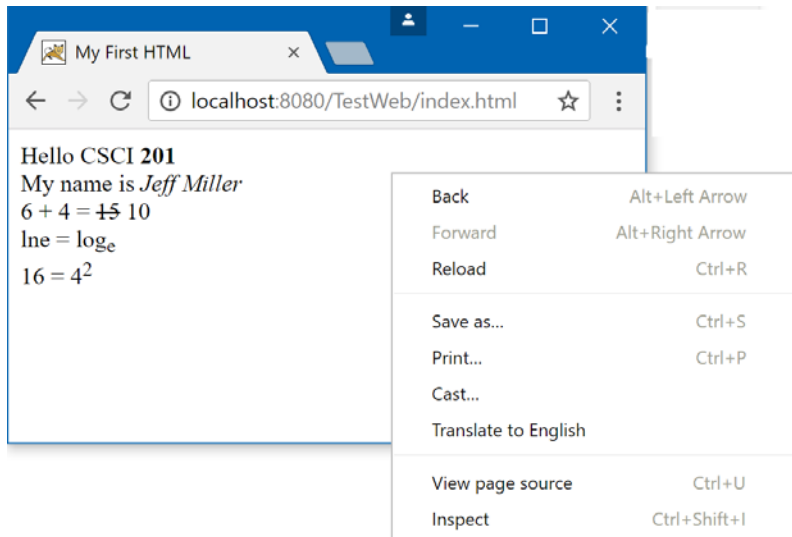 My First HTML
localhost:8080/TestWeb/index.html
Hello CSCI 201
My name is Jeff Miller
6 + 4 = 15 10
lne = logₑ
16 = 4²
Back Alt+Left Arrow
Forward Alt+Right Arrow
Reload Ctrl+R
Save as... Ctrl+S
Print... Ctrl+P
Cast...
Translate to English
View page source Ctrl+U
Inspect Ctrl+Shift+I